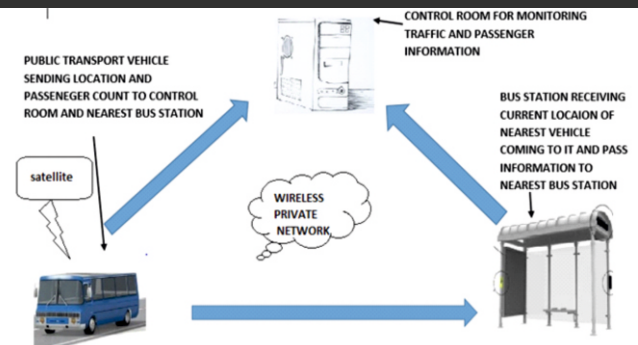 CONTROL ROOM FOR MONITORING
TRAFFIC AND PASSENGER
INFORMATION
PUBLIC TRANSPORT VEHICLE
SENDING LOCATION AND
PASSENEGER COUNT TO CONTROL
ROOM AND NEAREST BUS STATION
BUS STATION RECEIVING
CURRENT LOCAION OF
NEAREST VEHICLE
COMING TO IT AND PASS
INFORMATION TO
NEAREST BUS STATION
satellite
WIRELESS
PRIVATE
NETWORK